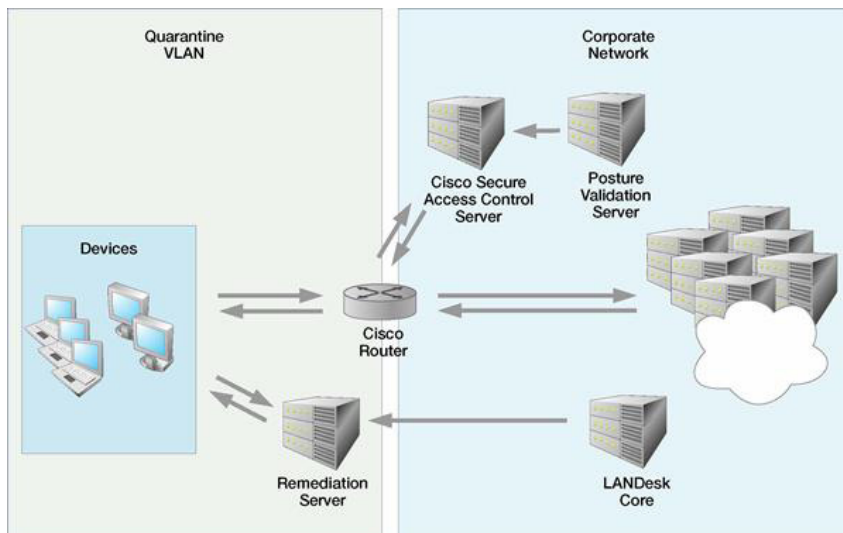 Quarantine
VLAN
Corporate
Network
Cisco Secure
Access Control
Server
Posture
Validation
Server
Devices
Cisco
Router
Remediation
Server
LANDesk
Core